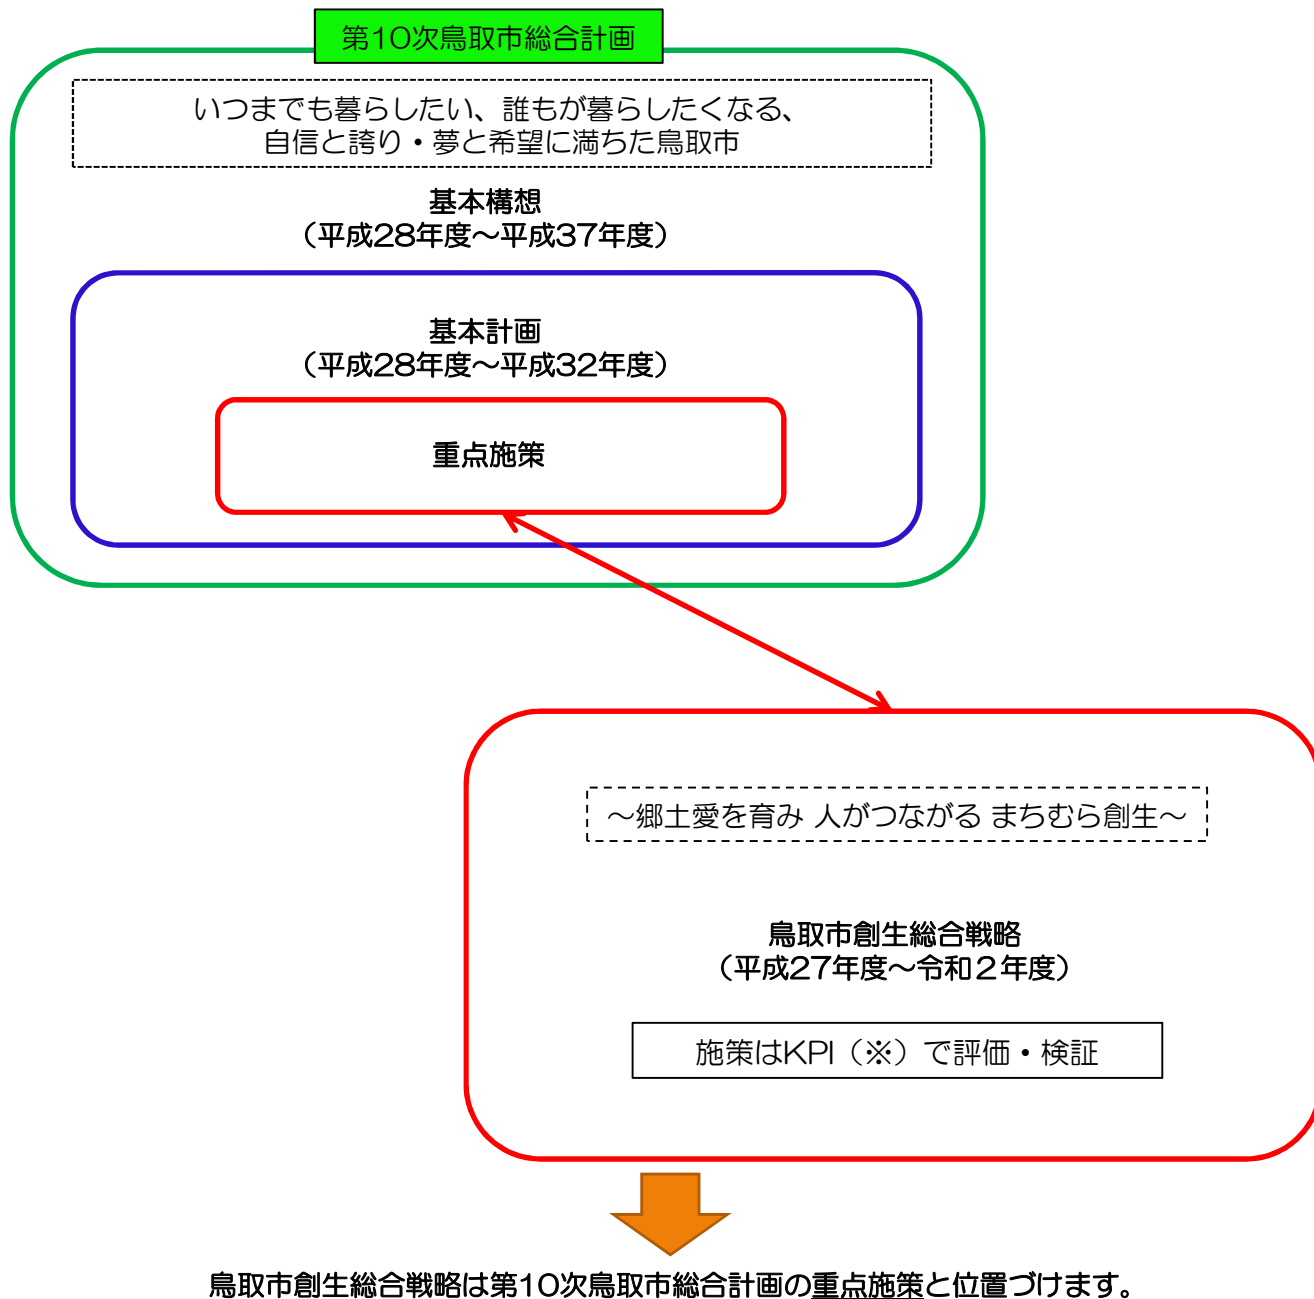 第10次鳥取市総合計画
いつまでも暮らしたい、誰もが暮らしたくなる、
自信と誇り・夢と希望に満ちた鳥取市
基本構想
（平成28年度～平成37年度）
基本計画
（平成28年度～平成32年度）
重点施策
～郷土愛を育み 人がつながる まちむら創生～
鳥取市創生総合戦略
（平成27年度～令和２年度）
施策はKPI（※）で評価・検証
鳥取市創生総合戦略は第10次鳥取市総合計画の重点施策と位置づけます。